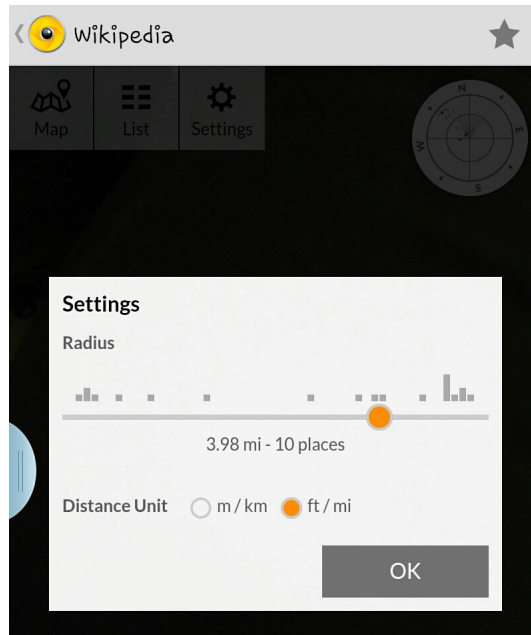 Wikipedia
Map List Settings
N
W E
S
Settings
Radius
3.98 mi - 10 places
Distance Unit m / km ft / mi
OK